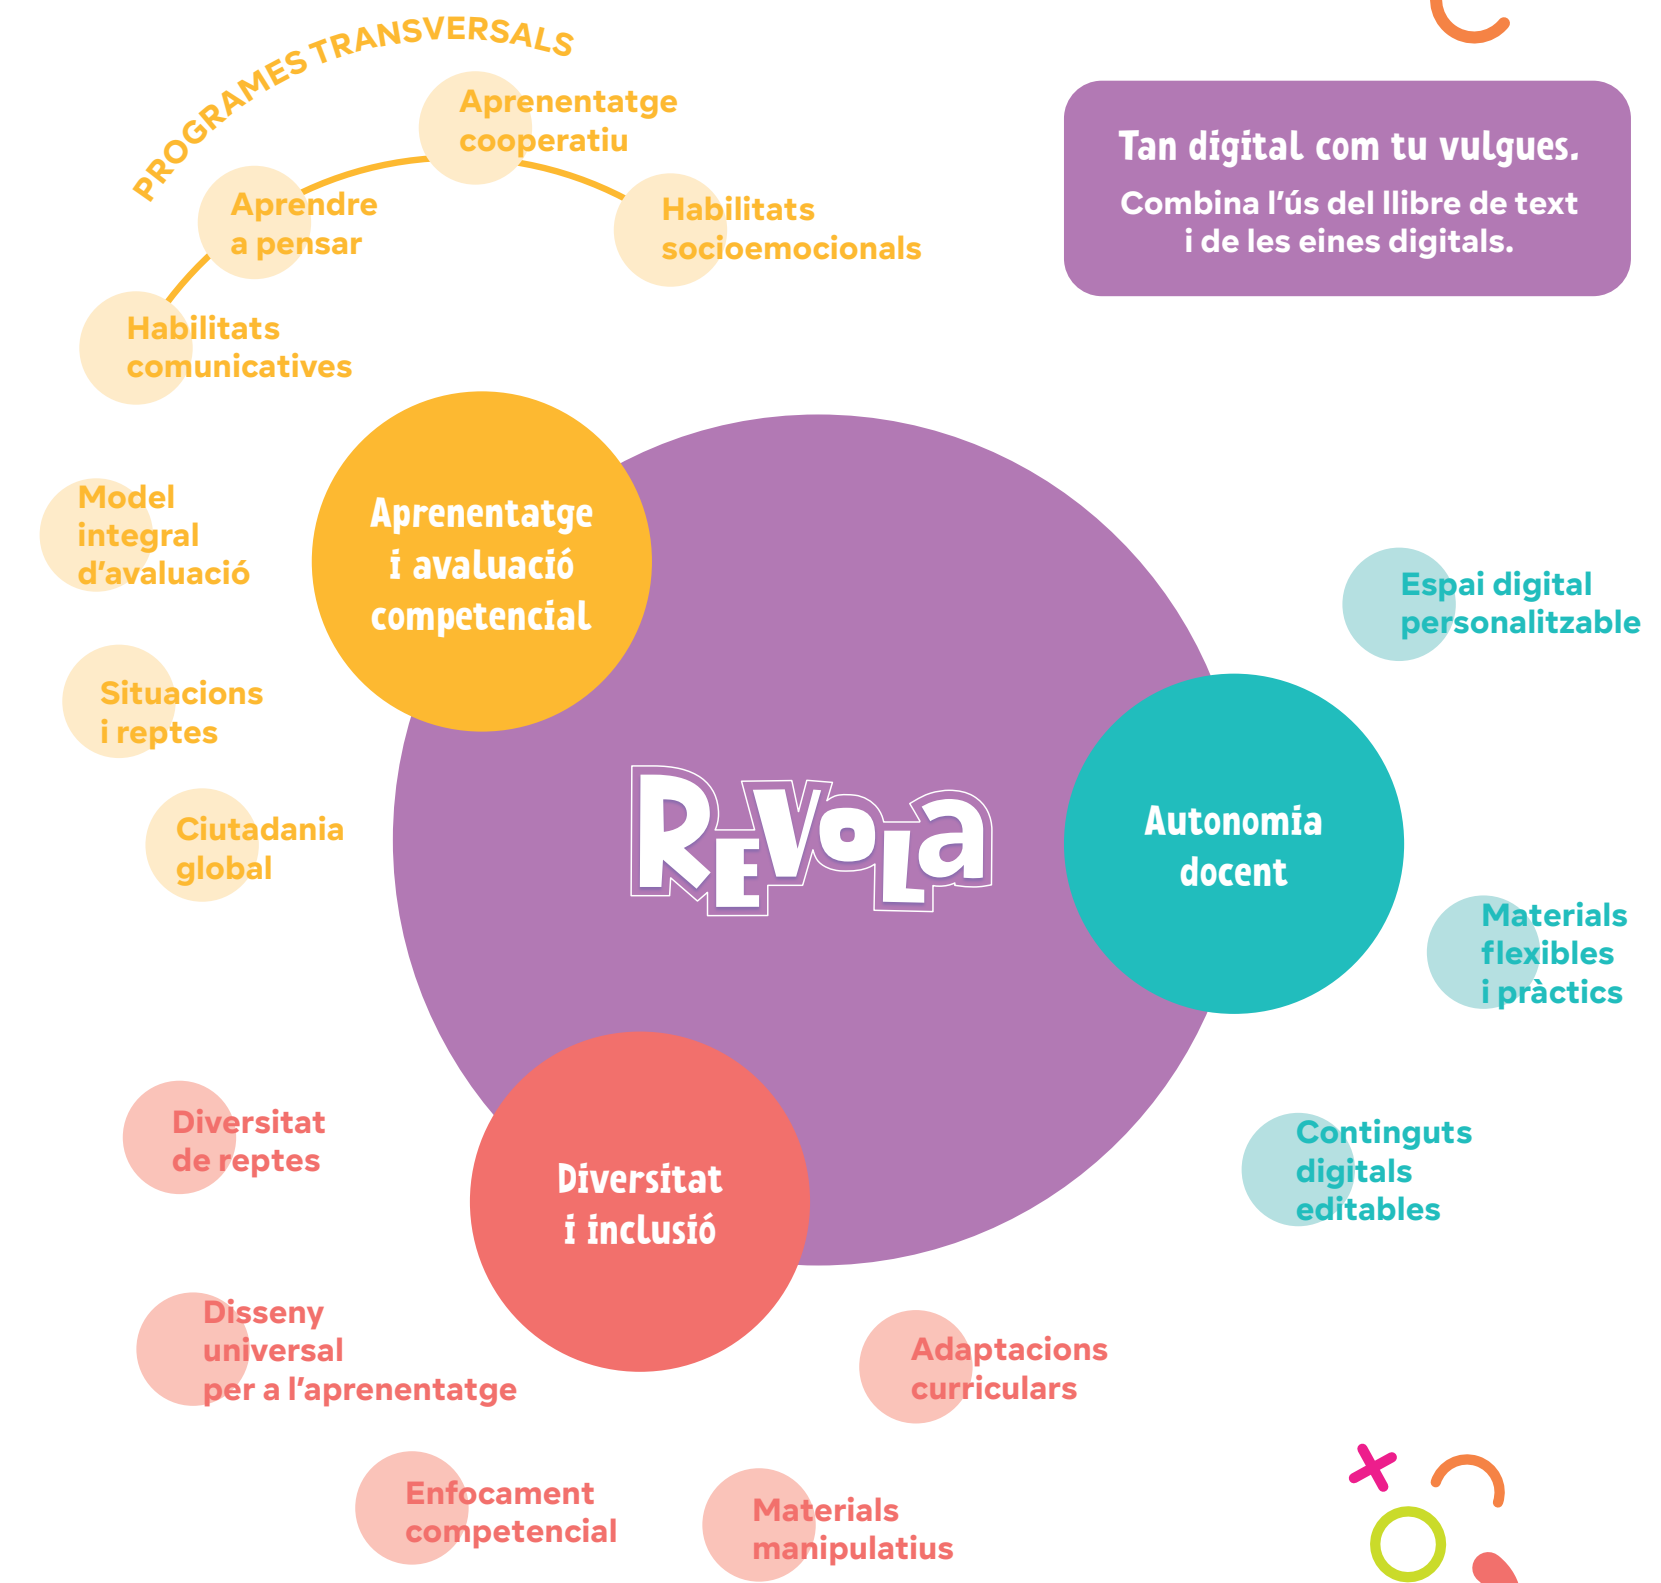 PROGRAMES TRANSVERSALS
Aprenentatge
cooperatiu
Aprendre
a pensar
Habilitats
socioemocionals
Habilitats
comunicatives
Tan digital com tu vulgues.
Combina l’ús del llibre de text
i de les eines digitals.
Aprenentatge
i avaluació
competencial
Model
integral
d’avaluació
Situacions
i reptes
Ciutadania
global
REVOLA
Autonomia
docent
Espai digital
personalitzable
Materials
flexibles
i pràctics
Continguts
digitals
editables
Diversitat
i inclusió
Diversitat
de reptes
Disseny
universal
per a l’aprenentatge
Enfocament
competencial
Materials
manipulatius
Adaptacions
curriculars